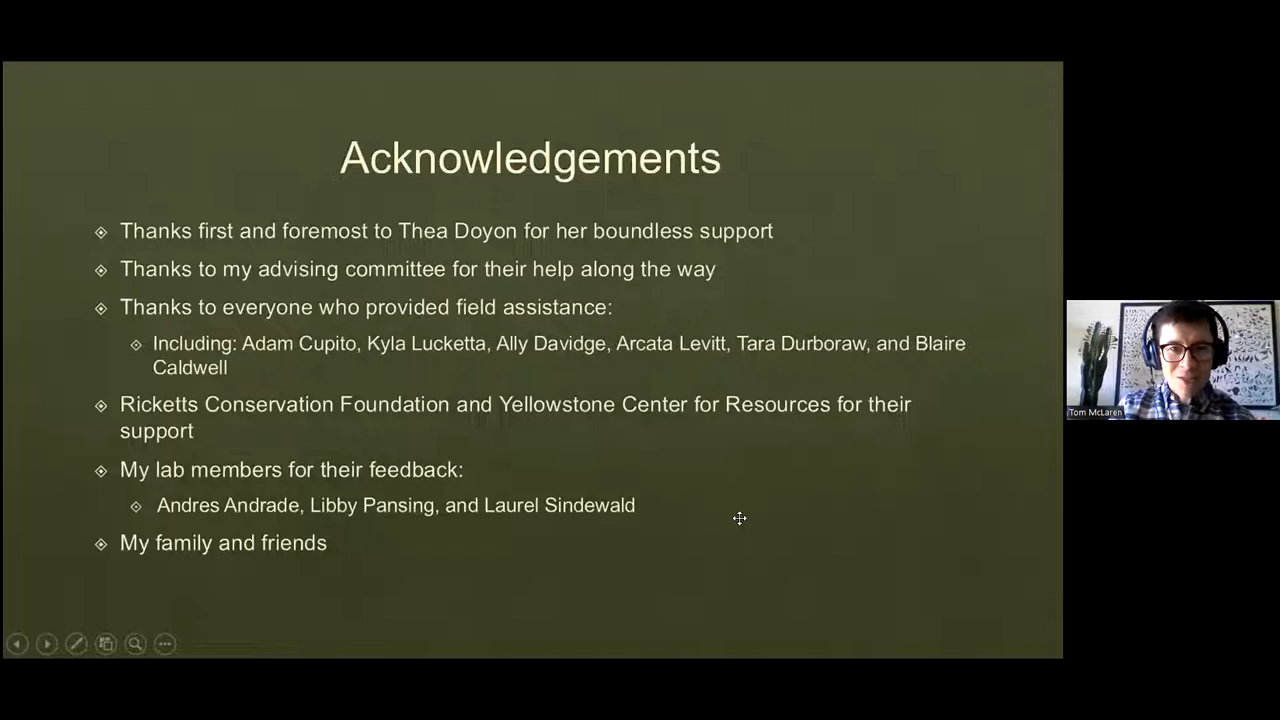 Acknowledgements
Thanks first and foremost to Thea Doyon for her boundless support
Thanks to my advising committee for their help along the way
Thanks to everyone who provided field assistance:
Including: Adam Cupito, Kyla Lucketta, Ally Davidge, Arcata Levitt, Tara Durboraw, and Blaire
Caldwell
Ricketts Conservation Foundation and Yellowstone Center for Resources for their
support
My lab members for their feedback:
Andres Andrade, Libby Pansing, and Laurel Sindewald
My family and friends
Tom McLaren